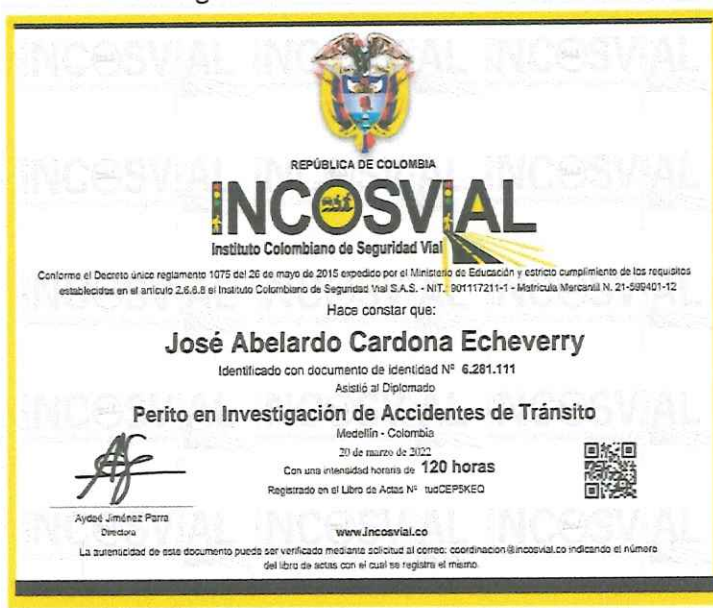 REPÚBLICA DE COLOMBIA
INCOSVIAL
Instituto Colombiano de Seguridad Vial
Conforme el Decreto único reglamento 1075 del 26 de mayo de 2015 expedido por el Ministerio de Educación y estricto cumplimiento de los requisitos
establecidos en el artículo 2.6.6.8 el Instituto Colombiano de Seguridad Vial S.A.S. - NIT.: 901117211-1 - Matricula Mercantil N. 21-599401-12
Hace constar que:
José Abelardo Cardona Echeverry
Identificado con documento de identidad Nº 6.281.111
Asistió al Diplomado
Perito en Investigación de Accidentes de Tránsito
Medellín - Colombia
20 de marzo de 2022
Con una intensidad horaria de 120 horas
Registrado en el Libro de Actas Nº tudCEP5KEQ
Aydeé Jiménez Parra
Directora
www.incosvial.co
La autenticidad de este documento puede ser verificado mediante solicitud al correo: coordinacion@incosvial.co indicando el número
del libro de actas con el cual se registra el mismo.